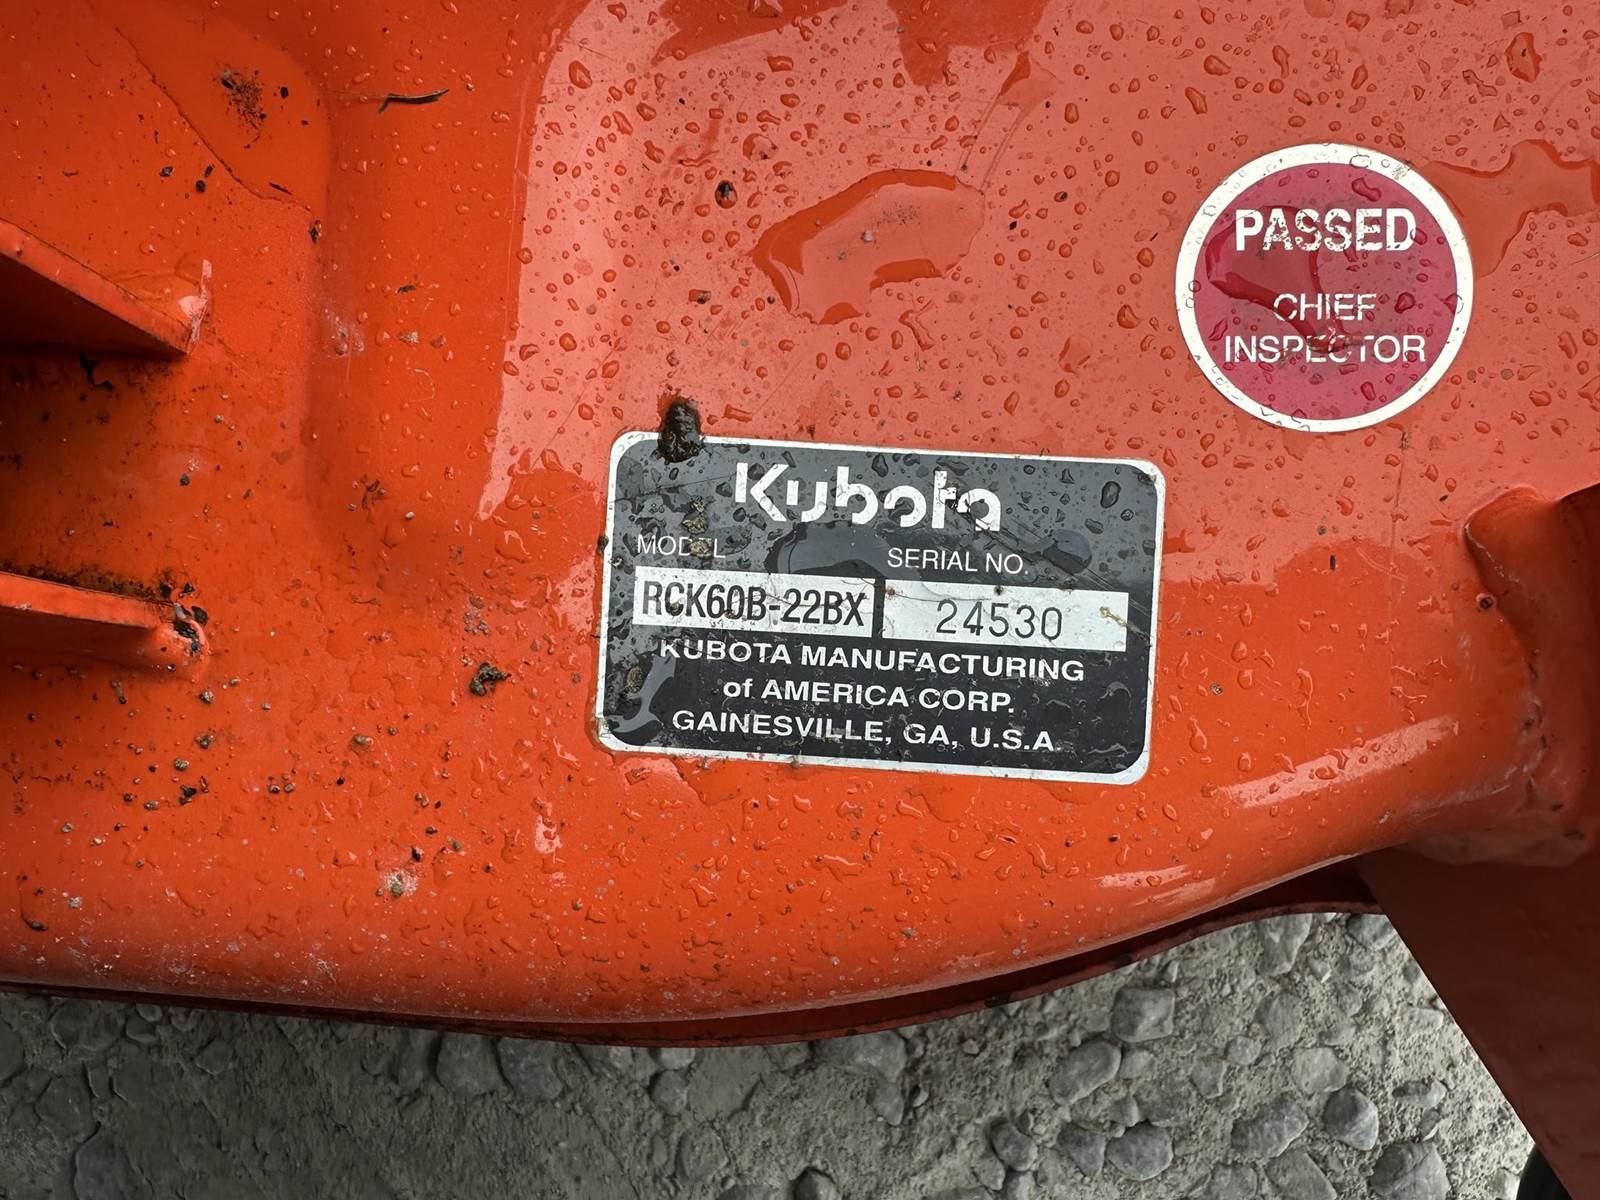 PASSED
CHIEF
INSPECTOR
Kubota
MODEL
SERIAL NO.
RCK60B-22BX
24530
KUBOTA MANUFACTURING
of AMERICA CORP.
GAINESVILLE, GA, U.S.A.